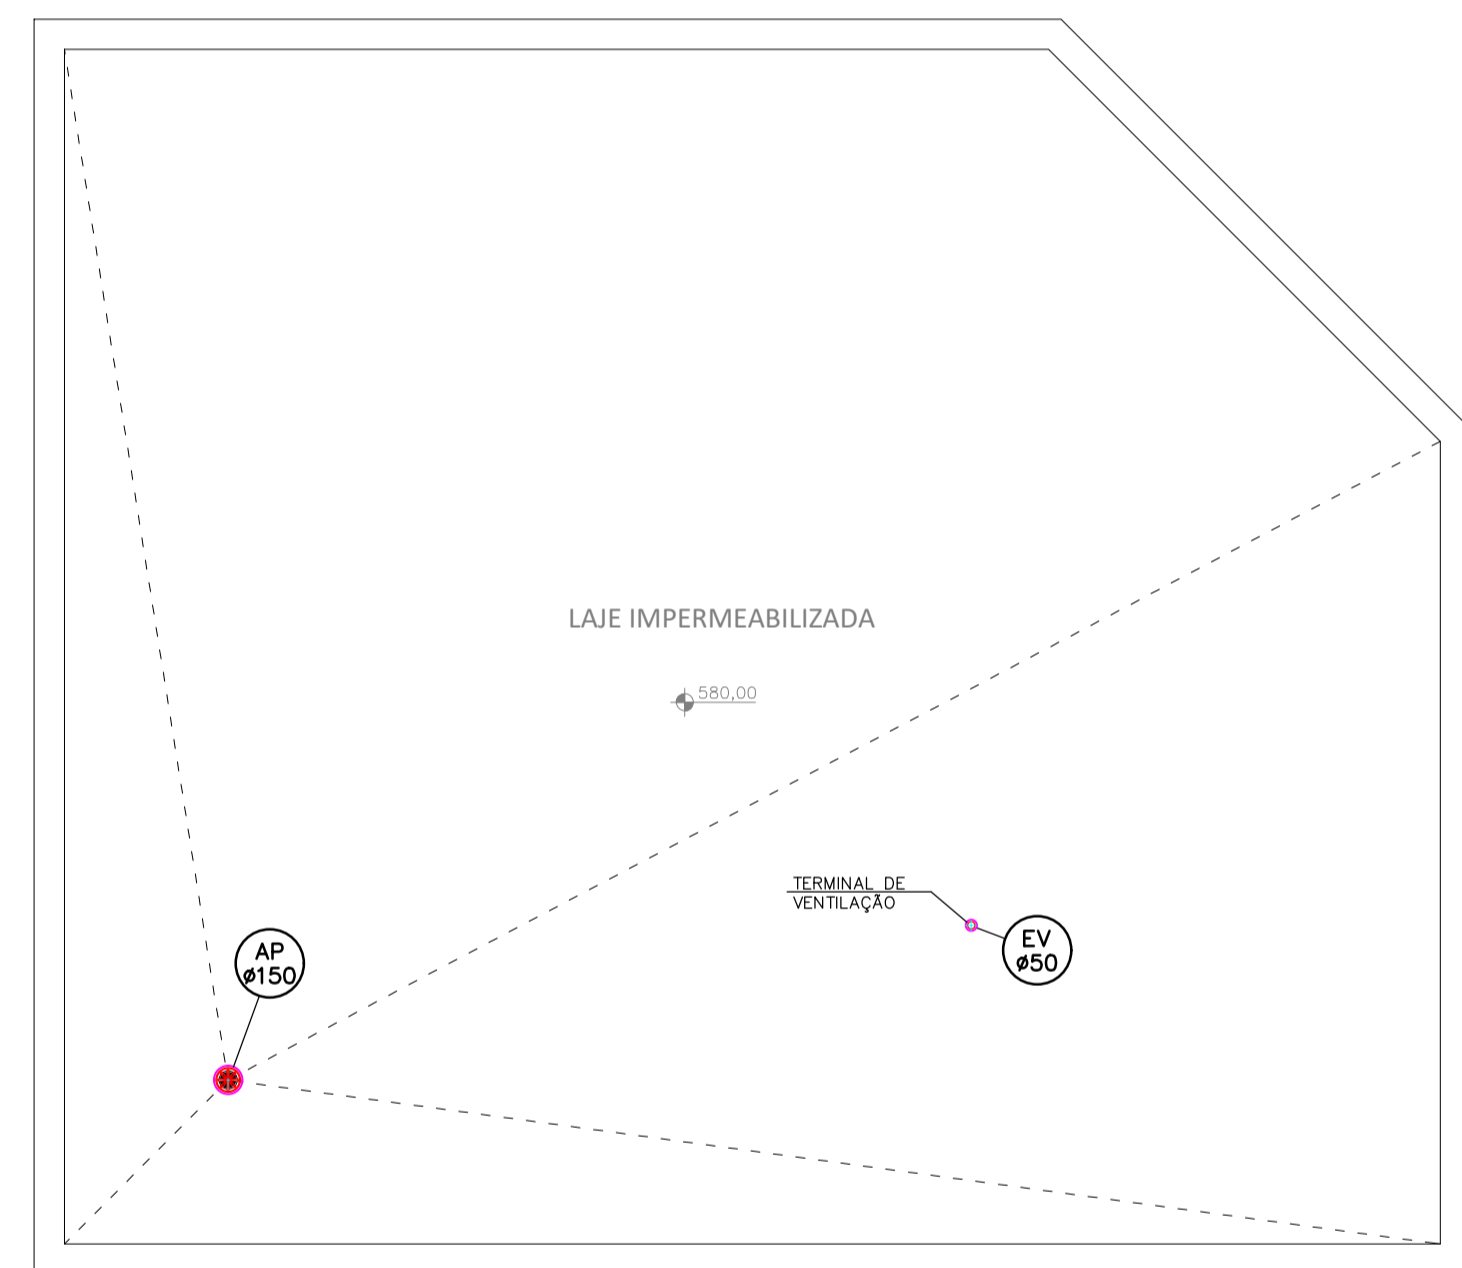 LAJE IMPERMEABILIZADA
580,00
TERMINAL DE
VENTILAÇÃO
EV
ø50
AP
ø150